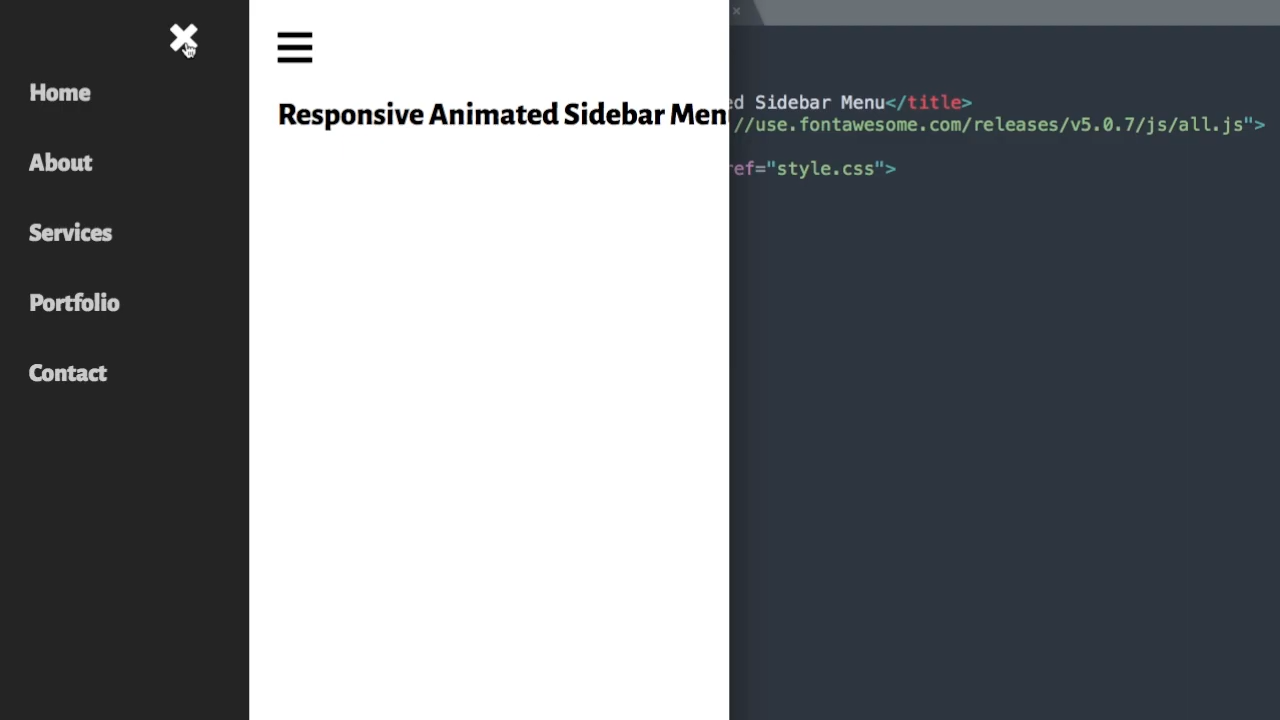 Home
About
Services
Portfolio
Contact
Responsive Animated Sidebar Men
ed Sidebar Menu</title>
//use.fontawesome.com/releases/v5.0.7/js/all.js">
ref="style.css">